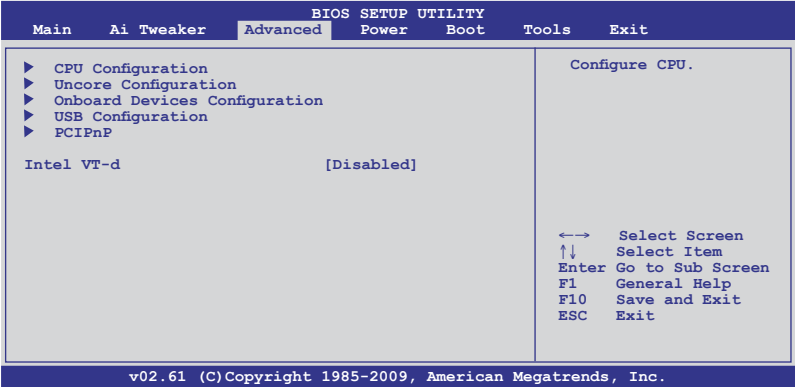 BIOS SETUP UTILITY
Main Ai Tweaker Advanced Power Boot Tools Exit
CPU Configuration
Uncore Configuration
Onboard Devices Configuration
USB Configuration
PCIPnP
Intel VT-d [Disabled]
Configure CPU.
←→ Select Screen
↑↓ Select Item
Enter Go to Sub Screen
F1 General Help
F10 Save and Exit
ESC Exit
v02.61 (C)Copyright 1985-2009, American Megatrends, Inc.